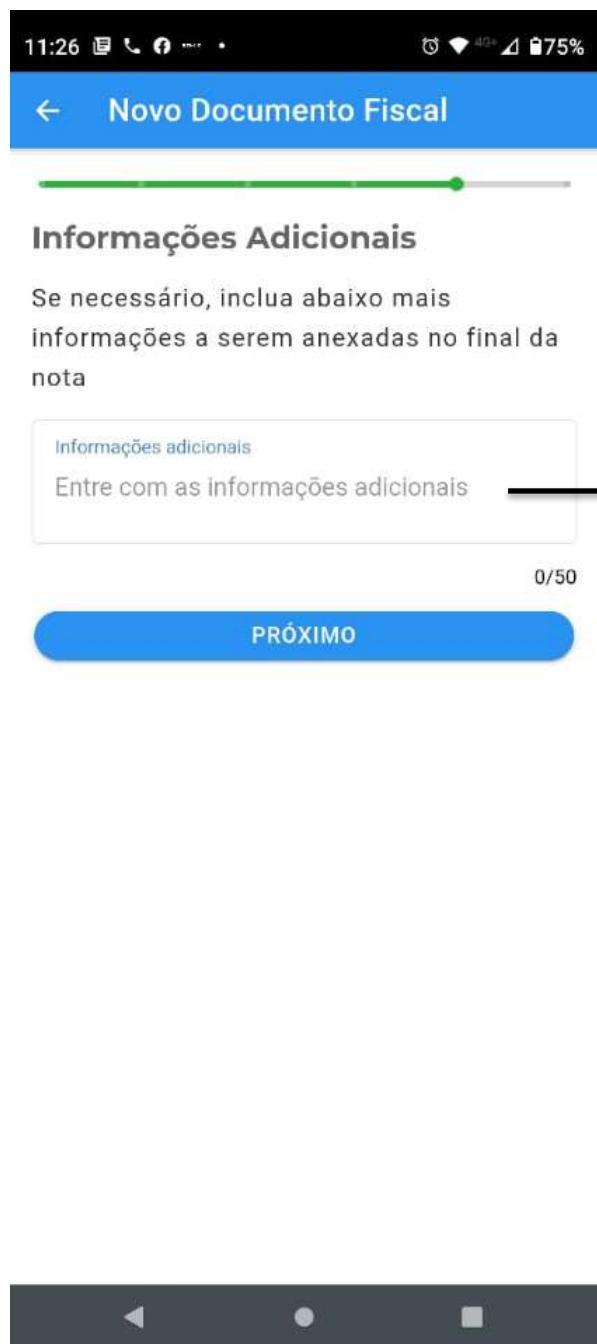 11:26
4G+ 75%
Novo Documento Fiscal
Informações Adicionais
Se necessário, inclua abaixo mais
informações a serem anexadas no final da
nota
Informações adicionais
Entre com as informações adicionais
0/50
PRÓXIMO